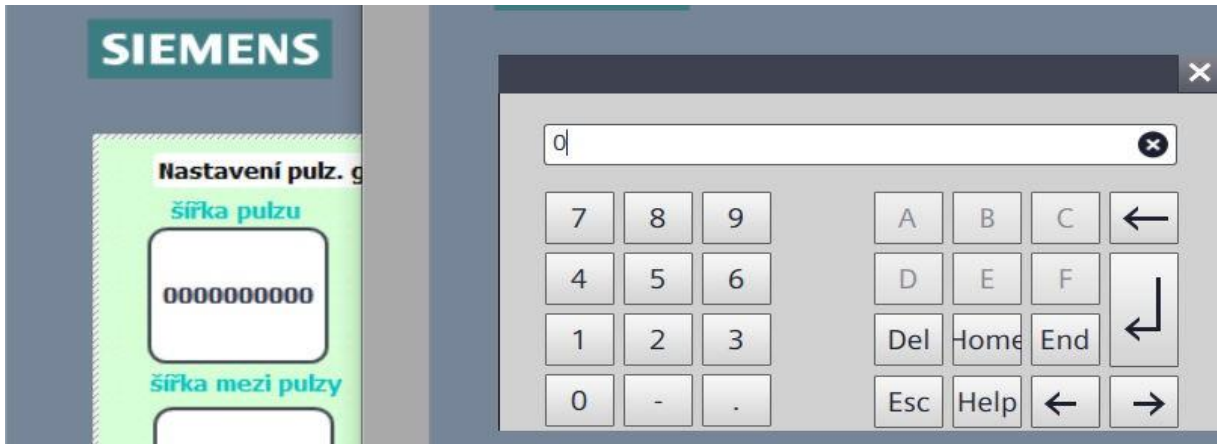 SIEMENS
Nastavení pulz. g
šířka pulzu
0000000000
šířka mezi pulzy
0
7 8 9 A B C
4 5 6 D E F
1 2 3 Del Home End
0 - . Esc Help